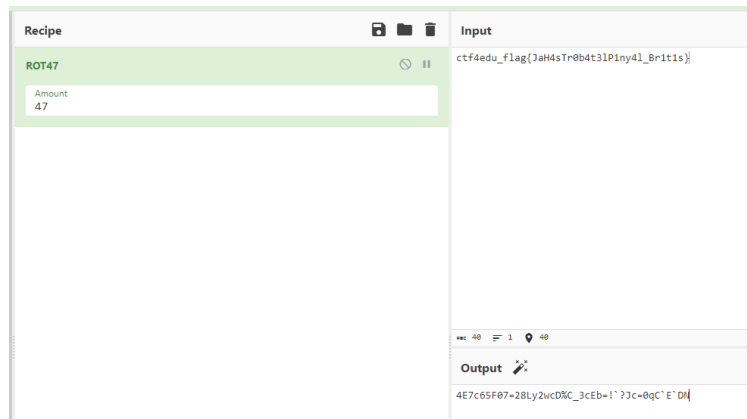 Recipe
Input
ROT47
Amount
47
ctf4edu_flag{JaH4sTr0b4t3lP1ny4l_Br1t1s}
40 1 40
Output
4E7c65F07=28Ly2wcD%C_3cEb=!`?Jc=0qC`E`DN